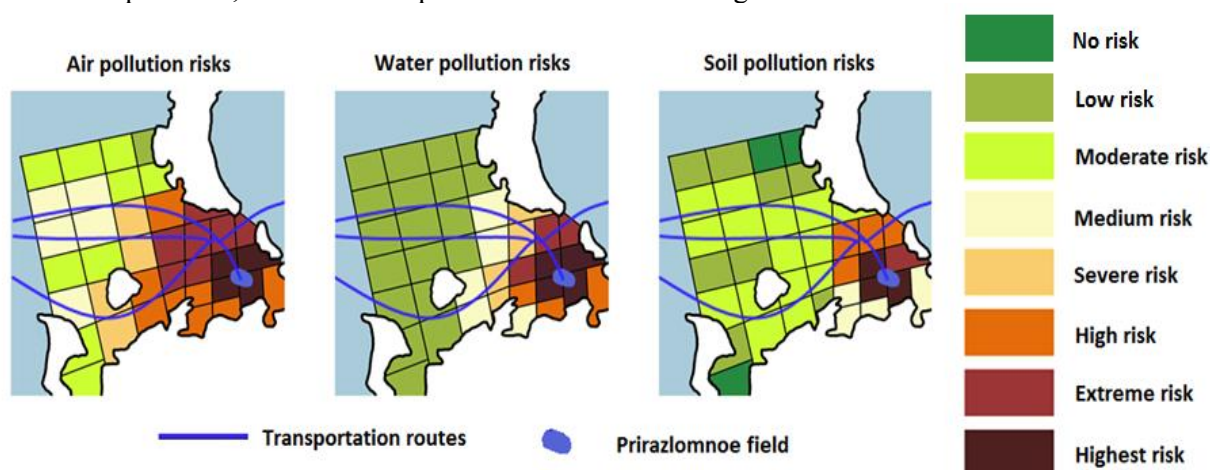 Air pollution risks
Water pollution risks
Soil pollution risks
No risk
Low risk
Moderate risk
Medium risk
Severe risk
High risk
Extreme risk
Highest risk
Transportation routes
Prirazlomnoe field